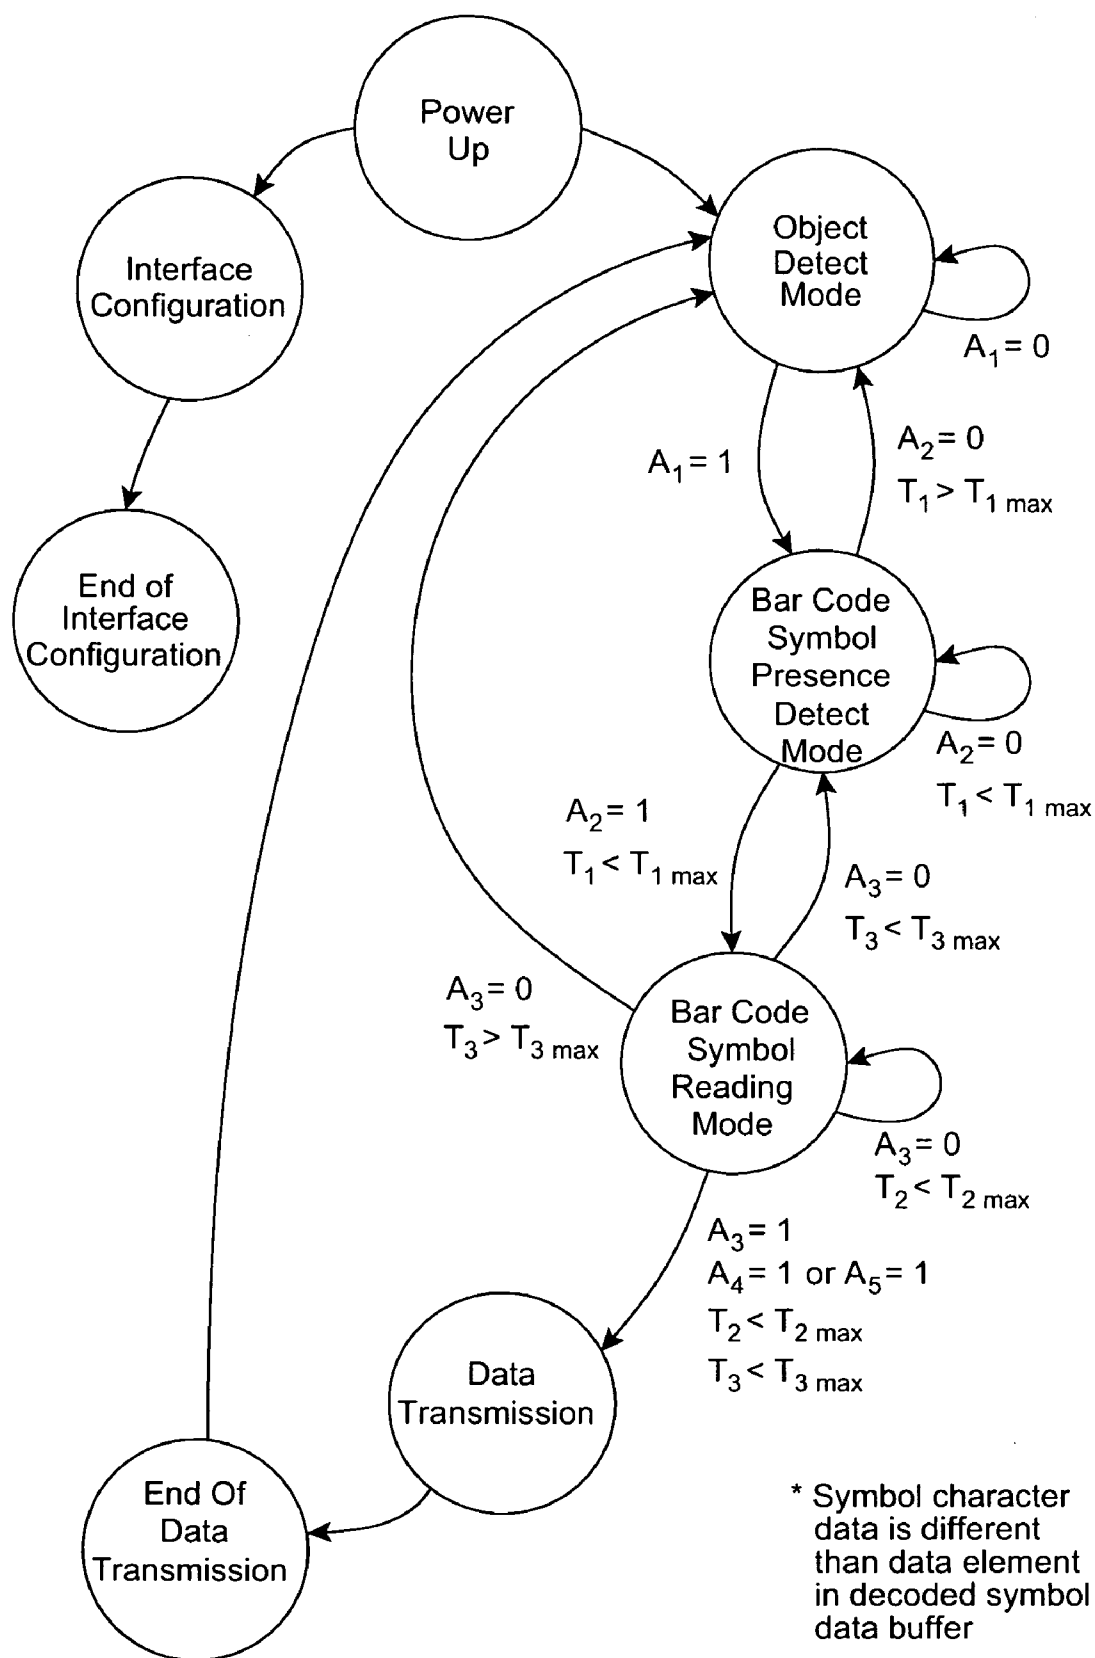 Power
Up
Object
Detect
Mode
Interface
Configuration
A1 = 0
A1 = 1
A2 = 0
T1 > T1 max
End of
Interface
Configuration
Bar Code
Symbol
Presence
Detect
Mode
A2 = 0
T1 < T1 max
A2 = 1
T1 < T1 max
A3 = 0
T3 < T3 max
A3 = 0
T3 > T3 max
Bar Code
Symbol
Reading
Mode
A3 = 0
T2 < T2 max
A3 = 1
A4 = 1 or A5 = 1
T2 < T2 max
T3 < T3 max
Data
Transmission
End Of
Data
Transmission
* Symbol character
data is different
than data element
in decoded symbol
data buffer